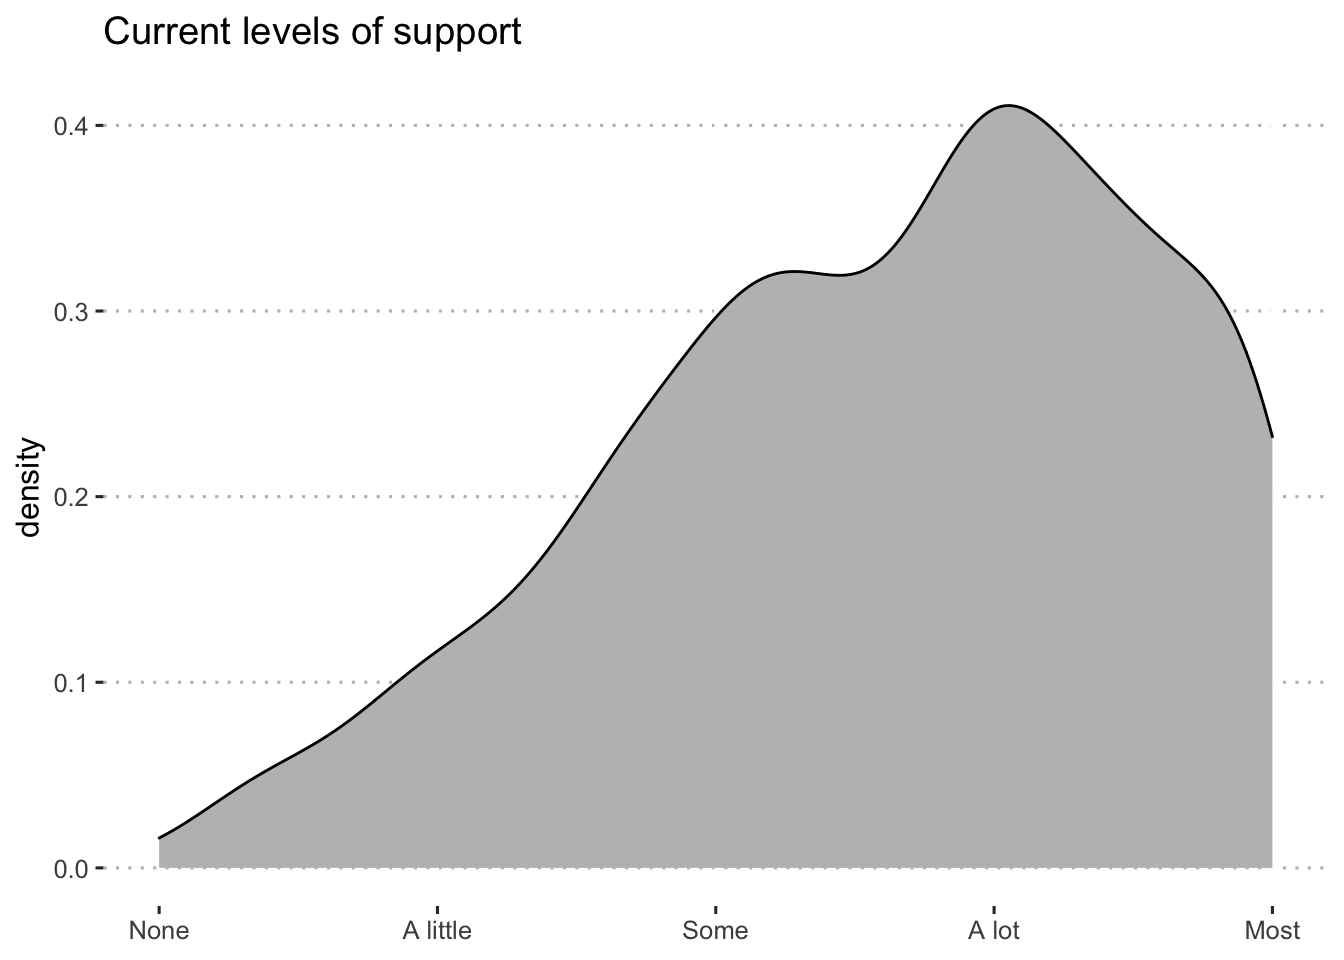 Current levels of support
density
0.4
0.3
0.2
0.1
0.0
None
A little
Some
A lot
Most